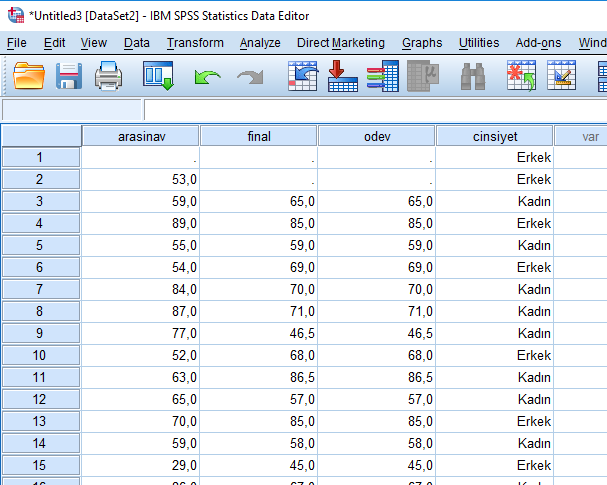 *Untitled3 [DataSet2] - IBM SPSS Statistics Data Editor
File Edit View Data Transform Analyze Direct Marketing Graphs Utilities Add-ons Wind
arasinav final odev cinsiyet var
1 . . . Erkek
2 53,0 . . Erkek
3 59,0 65,0 65,0 Kadın
4 89,0 85,0 85,0 Erkek
5 55,0 59,0 59,0 Kadın
6 54,0 69,0 69,0 Erkek
7 84,0 70,0 70,0 Kadın
8 87,0 71,0 71,0 Kadın
9 77,0 46,5 46,5 Kadın
10 52,0 68,0 68,0 Erkek
11 63,0 86,5 86,5 Kadın
12 65,0 57,0 57,0 Kadın
13 70,0 85,0 85,0 Erkek
14 59,0 58,0 58,0 Kadın
15 29,0 45,0 45,0 Erkek